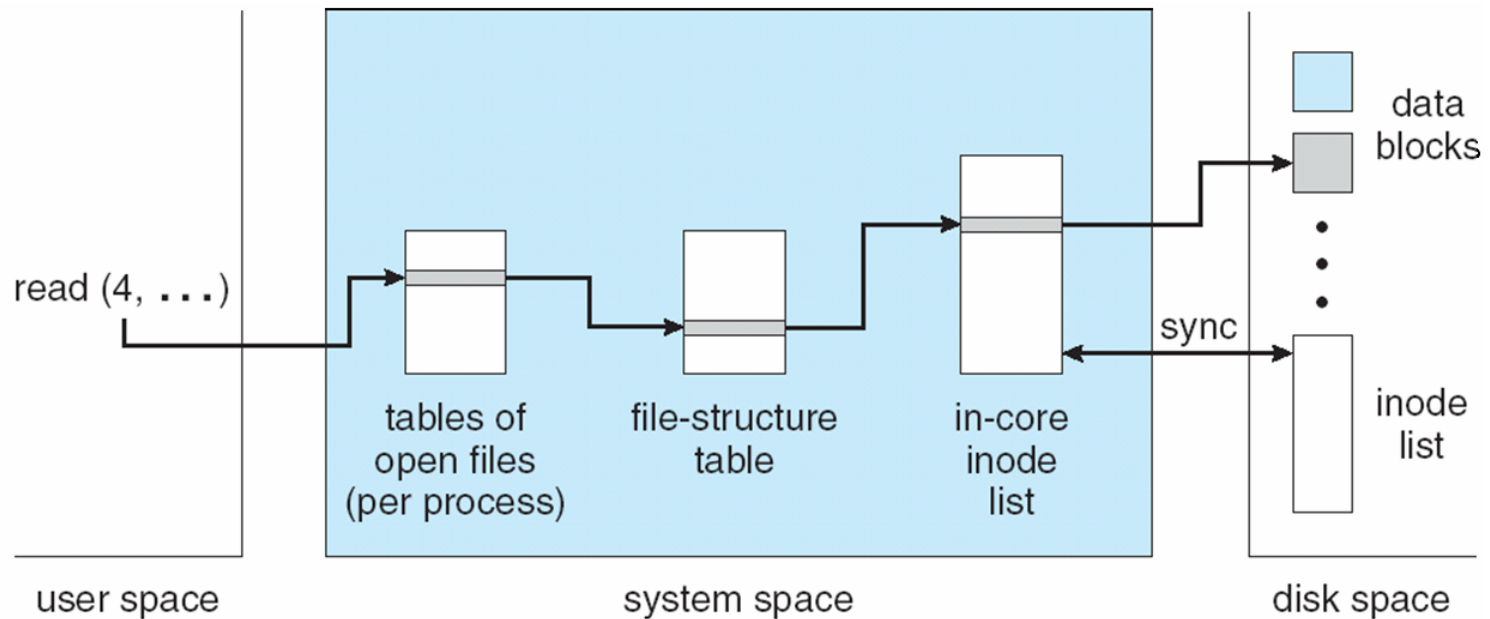 read (4, ...)
tables of
open files
(per process)
file-structure
table
in-core
inode
list
sync
data
blocks
inode
list
user space
system space
disk space